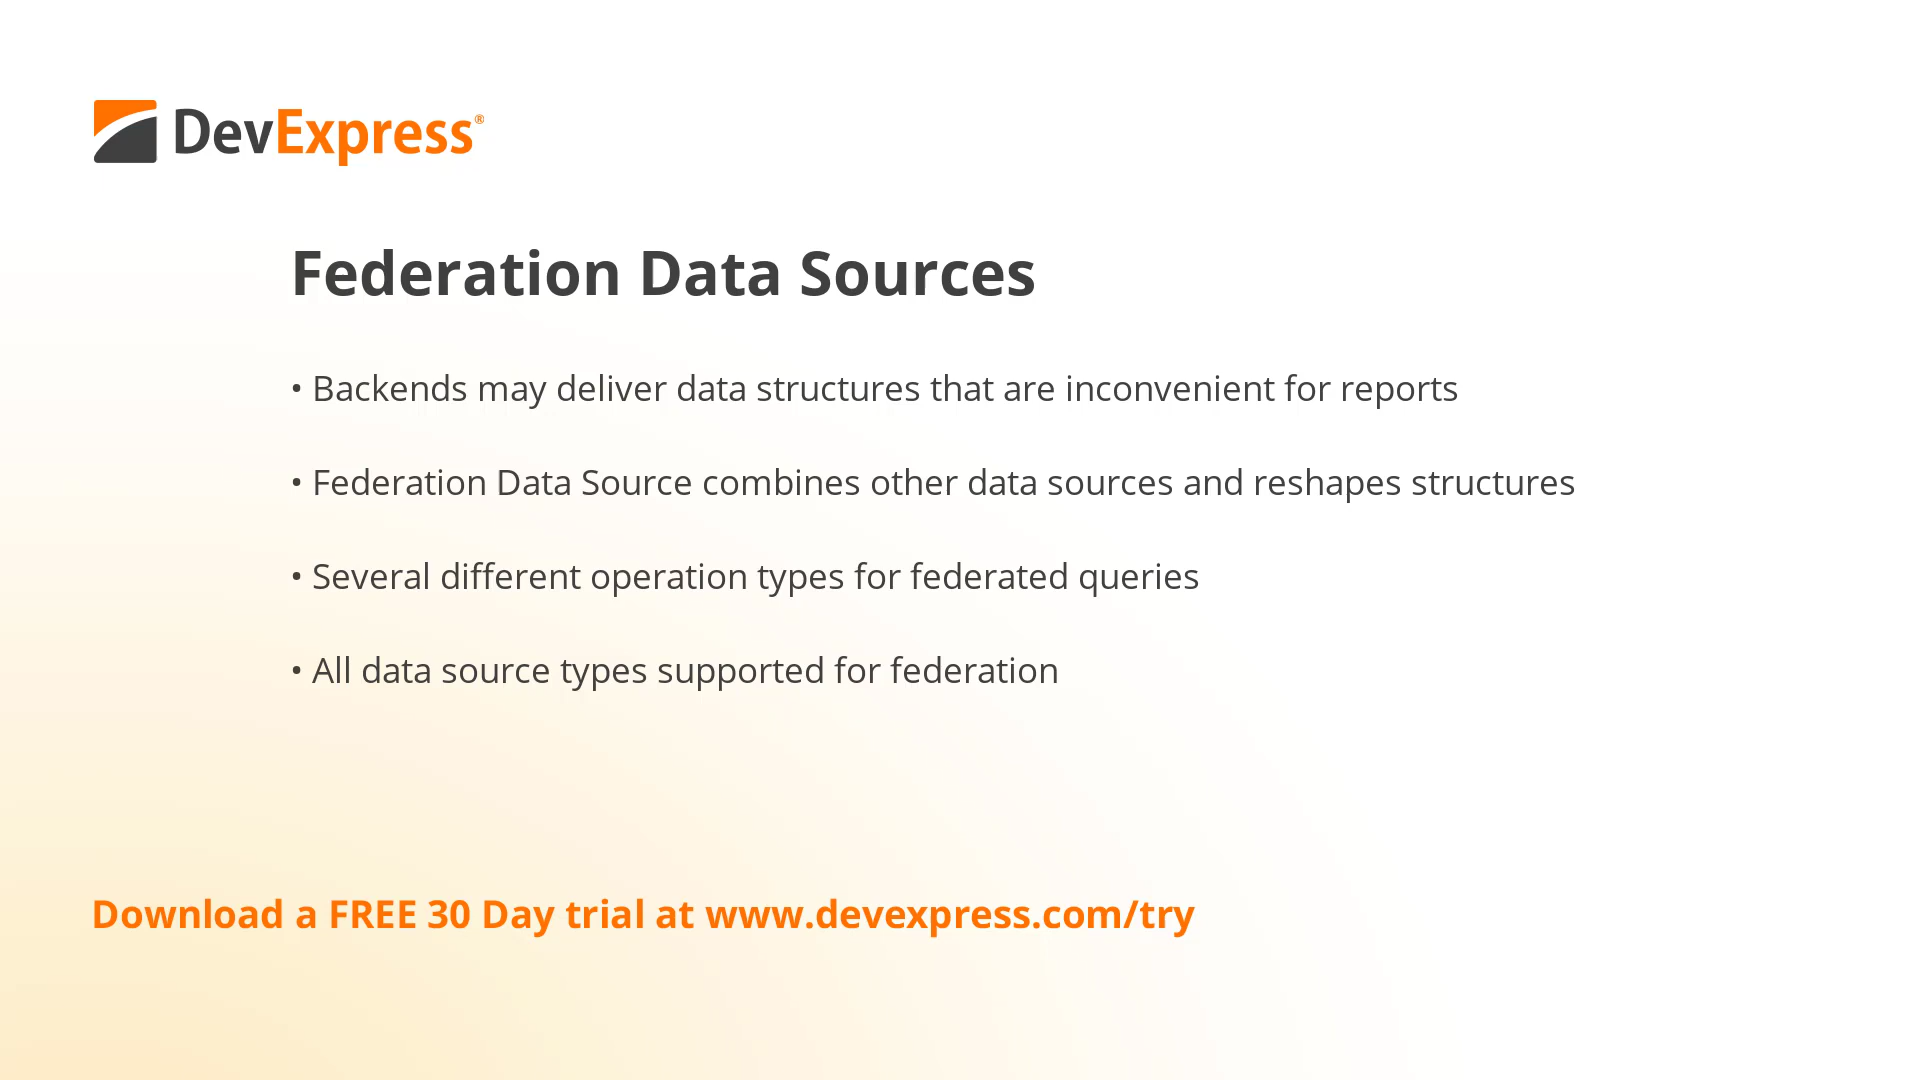 DevExpress®
Federation Data Sources
• Backends may deliver data structures that are inconvenient for reports
• Federation Data Source combines other data sources and reshapes structures
• Several different operation types for federated queries
• All data source types supported for federation
Download a FREE 30 Day trial at www.devexpress.com/try